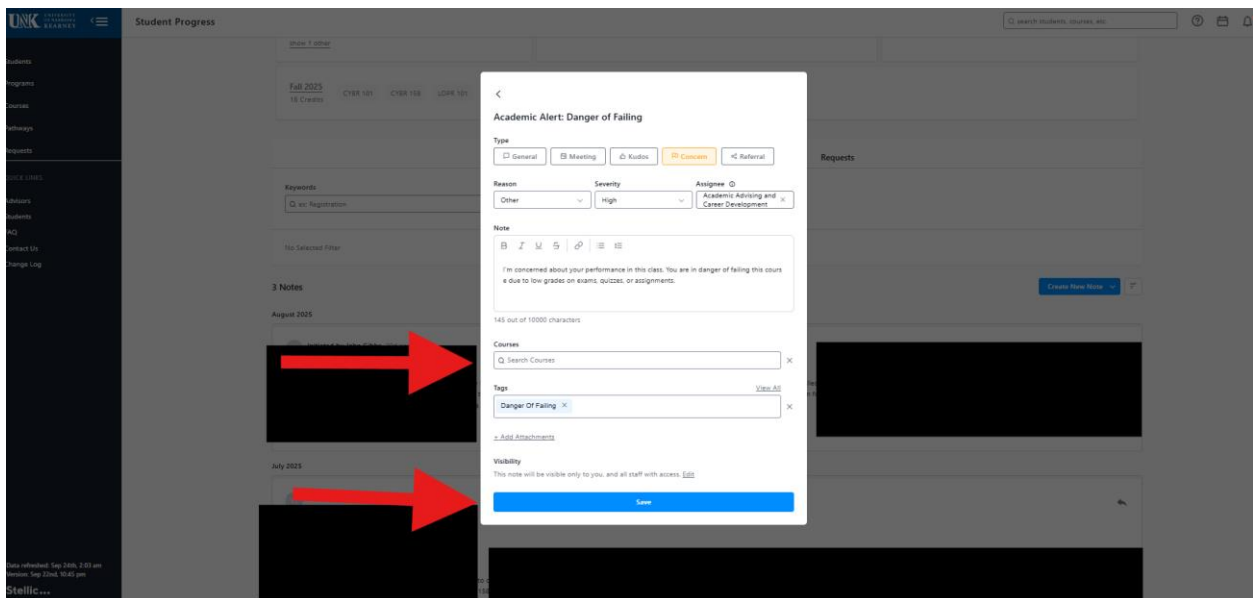 UNK UNIVERSITY OF NEBRASKA KEARNEY
Student Progress
search students, courses, etc
Students
Programs
Courses
Pathways
Requests
QUICK LINKS
Advisors
Students
FAQ
Contact Us
Change Log
Data refreshed: Sep 24th, 2:03 am
Version: Sep 22nd, 10:45 pm
Stellic...
show 1 other
Fall 2025
16 Credits
CYBR 101
CYBR 158
Requests
Keywords
ex: Registration
No Selected Filter
3 Notes
Create New Note
August 2025
July 2025
Academic Alert: Danger of Failing
Type
General
Meeting
Kudos
Concern
Referral
Reason
Severity
Assignee
Other
High
Academic Advising and
Career Development
Note
B I U S
I'm concerned about your performance in this class. You are in danger of failing this cours
e due to low grades on exams, quizzes, or assignments.
145 out of 10000 characters
Courses
Search Courses
Tags
View All
Danger Of Failing
+ Add Attachments
Visibility
This note will be visible only to you, and all staff with access. Edit
Save